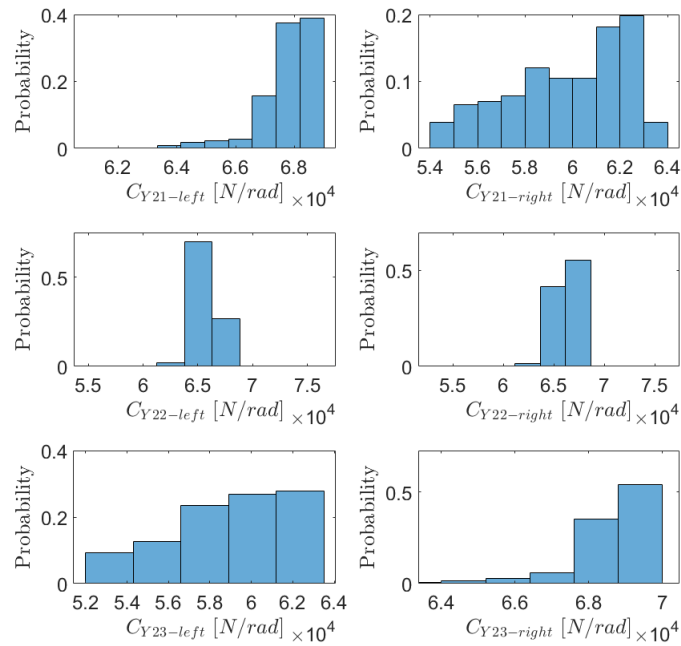 0.4
0.2
0
Probability
6.2 6.4 6.6 6.8
C_{Y21-left} [N/rad] ×10^4
0.2
0.1
0
Probability
5.4 5.6 5.8 6 6.2 6.4
C_{Y21-right} [N/rad] ×10^4
0.5
0
Probability
5.5 6 6.5 7 7.5
C_{Y22-left} [N/rad] ×10^4
0.5
0
Probability
5.5 6 6.5 7 7.5
C_{Y22-right} [N/rad] ×10^4
0.4
0.2
0
Probability
5.2 5.4 5.6 5.8 6 6.2 6.4
C_{Y23-left} [N/rad] ×10^4
0.5
0
Probability
6.4 6.6 6.8 7
C_{Y23-right} [N/rad] ×10^4